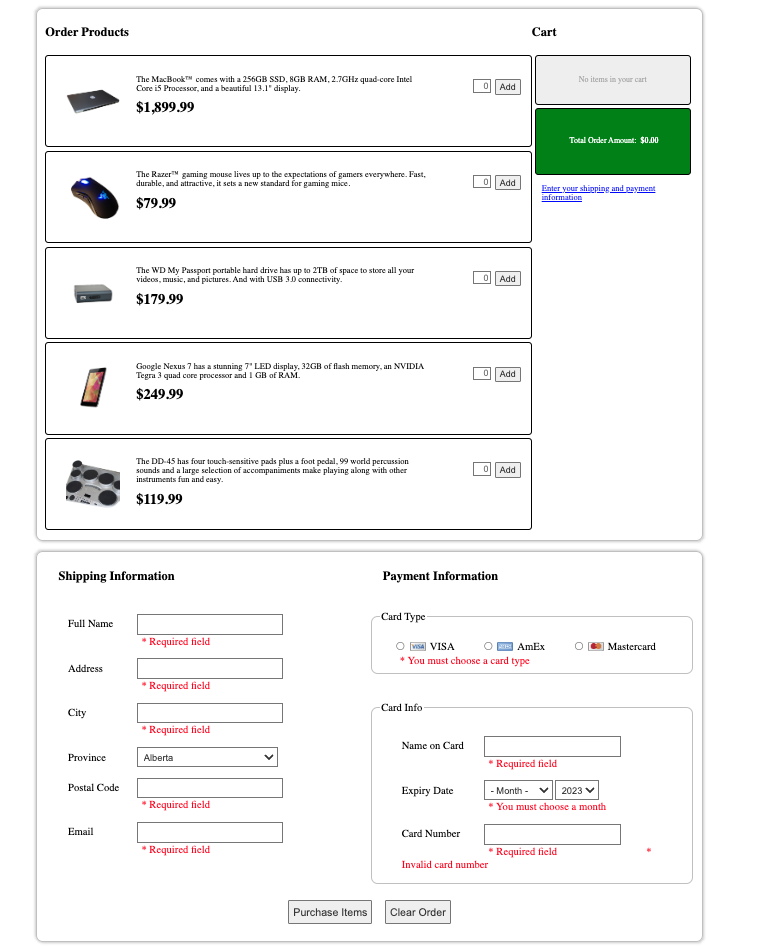 Order Products
Cart
The MacBook™ comes with a 256GB SSD, 8GB RAM, 2.7GHz quad-core Intel
Core i5 Processor, and a beautiful 13.1" display.
$1,899.99
0 Add
No items in your cart
Total Order Amount: $0.00
Enter your shipping and payment
information
The Razer™ gaming mouse lives up to the expectations of gamers everywhere. Fast,
durable, and attractive, it sets a new standard for gaming mice.
$79.99
0 Add
The WD My Passport portable hard drive has up to 2TB of space to store all your
videos, music, and pictures. And with USB 3.0 connectivity.
$179.99
0 Add
Google Nexus 7 has a stunning 7" LED display, 32GB of flash memory, an NVIDIA
Tegra 3 quad core processor and 1 GB of RAM.
$249.99
0 Add
The DD-45 has four touch-sensitive pads plus a foot pedal, 99 world percussion
sounds and a large selection of accompaniments make playing along with other
instruments fun and easy.
$119.99
0 Add
Shipping Information
Full Name
* Required field
Address
* Required field
City
* Required field
Province Alberta
Postal Code
* Required field
Email
* Required field
Payment Information
Card Type
VISA VISA AmEx Mastercard
* You must choose a card type
Card Info
Name on Card
* Required field
Expiry Date - Month - 2023
* You must choose a month
Card Number
* Required field *
Invalid card number
Purchase Items Clear Order